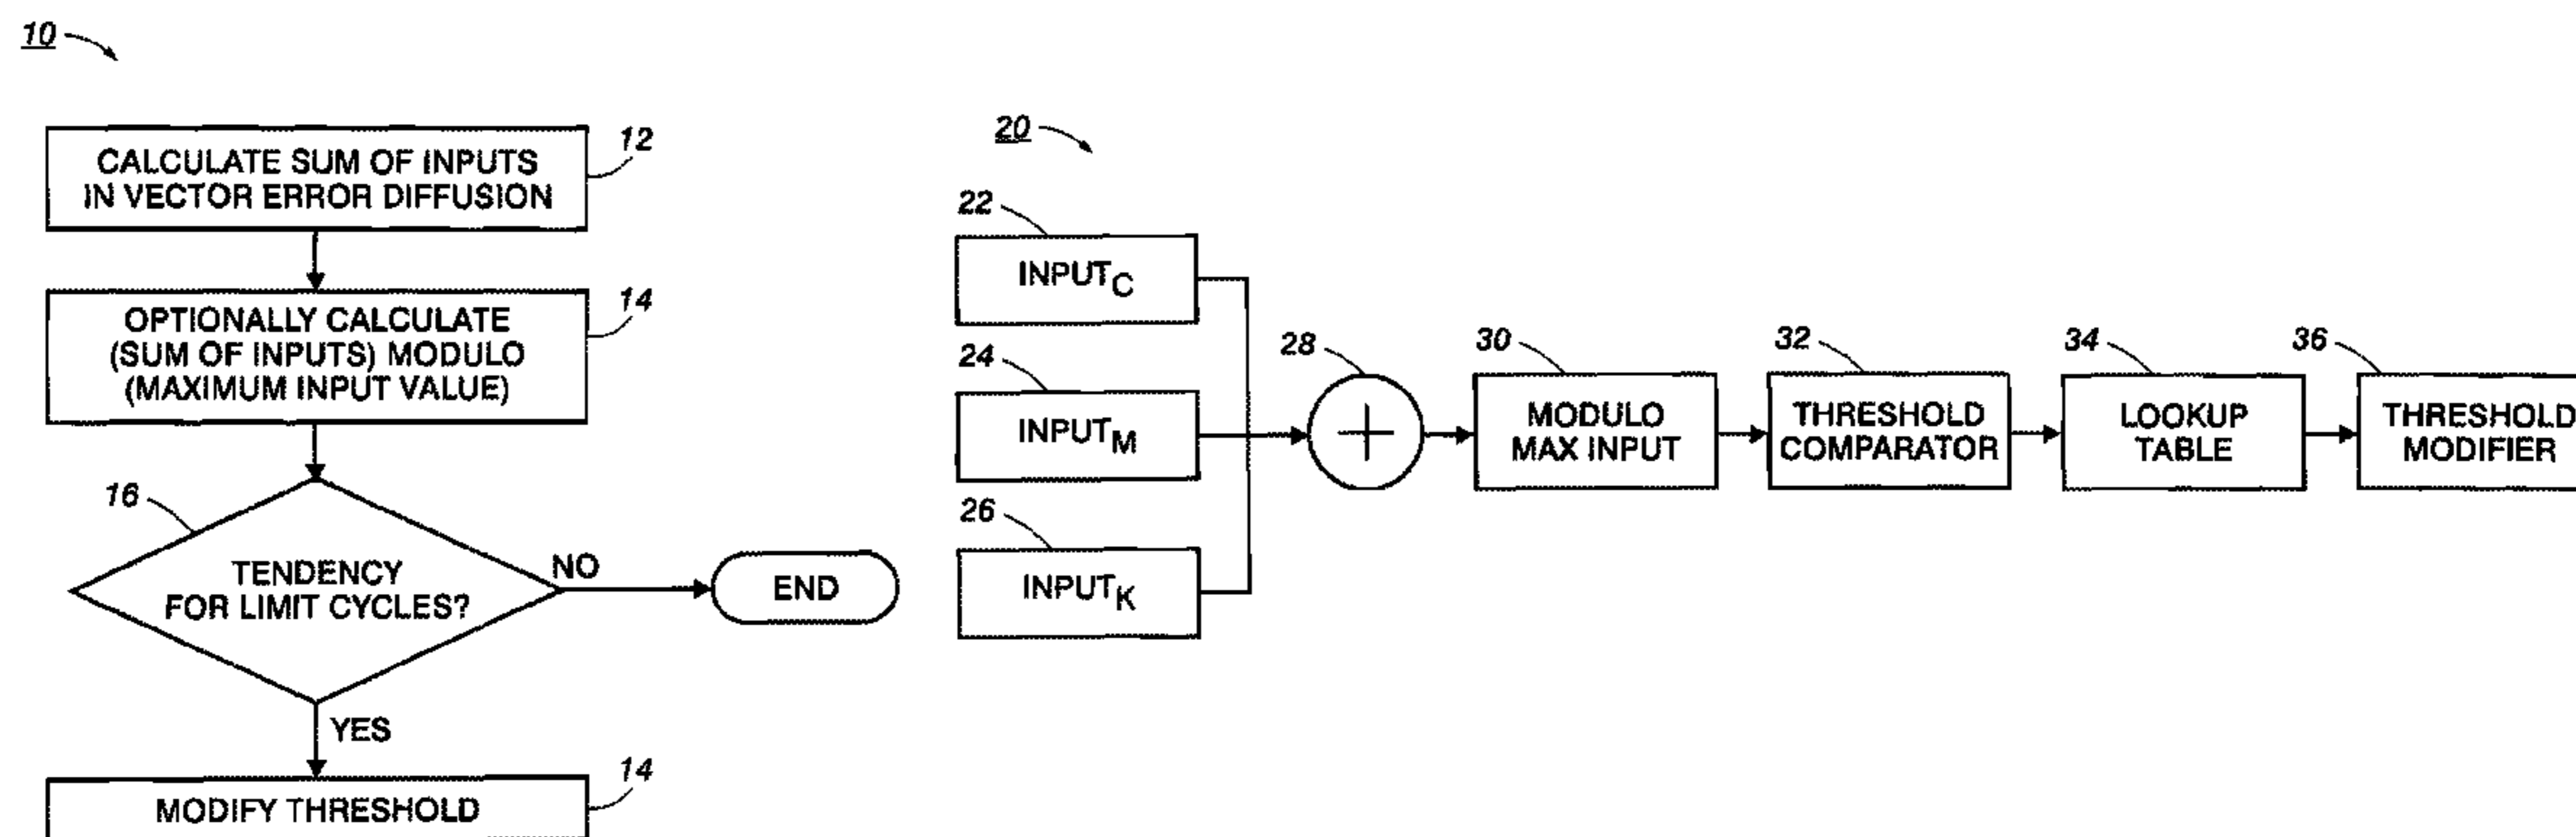 10
CALCULATE SUM OF INPUTS
IN VECTOR ERROR DIFFUSION
12
OPTIONALLY CALCULATE
(SUM OF INPUTS) MODULO
(MAXIMUM INPUT VALUE)
14
16
TENDENCY
FOR LIMIT CYCLES?
NO
END
YES
MODIFY THRESHOLD
14
20
22
INPUTC
24
INPUTM
26
INPUTK
28
+
30
MODULO
MAX INPUT
32
THRESHOLD
COMPARATOR
34
LOOKUP
TABLE
36
THRESHOLD
MODIFIER